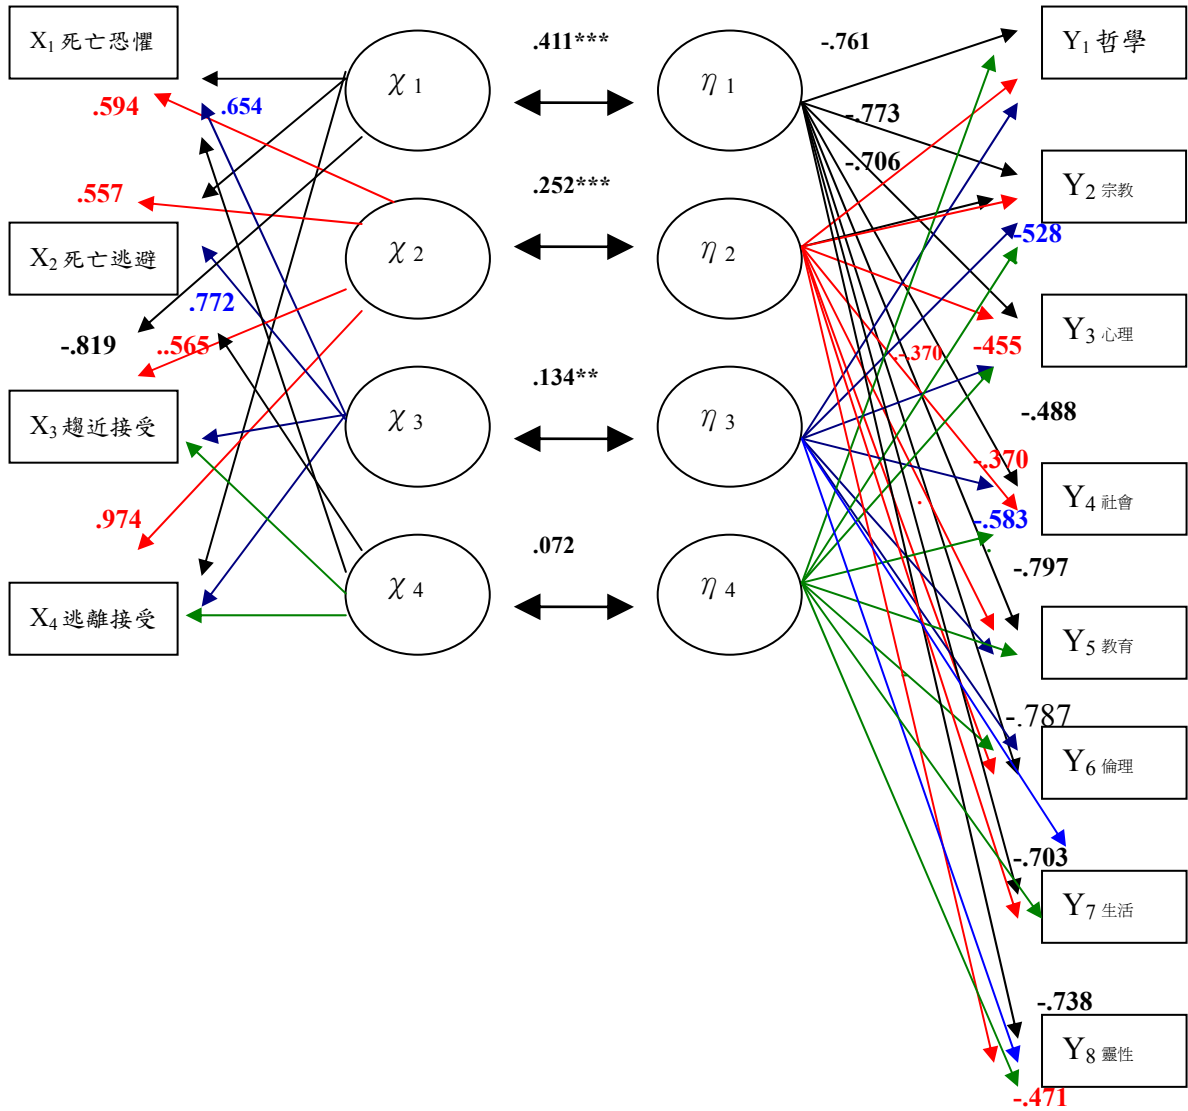 X1 死亡恐懼
.594
.654
.557
X2 死亡逃避
.772
-.819
..565
X3 趨近接受
.974
X4 逃離接受
χ 1
χ 2
χ 3
χ 4
.411***
.252***
.134**
.072
η 1
η 2
η 3
η 4
-.761
-.773
-.706
Y1 哲學
Y2 宗教
-528
Y3 心理
-455
.-.370
-.488
-.370
Y4 社會
-.583
-.797
Y5 教育
-.787
Y6 倫理
-.703
Y7 生活
-.738
Y8 靈性
-.471